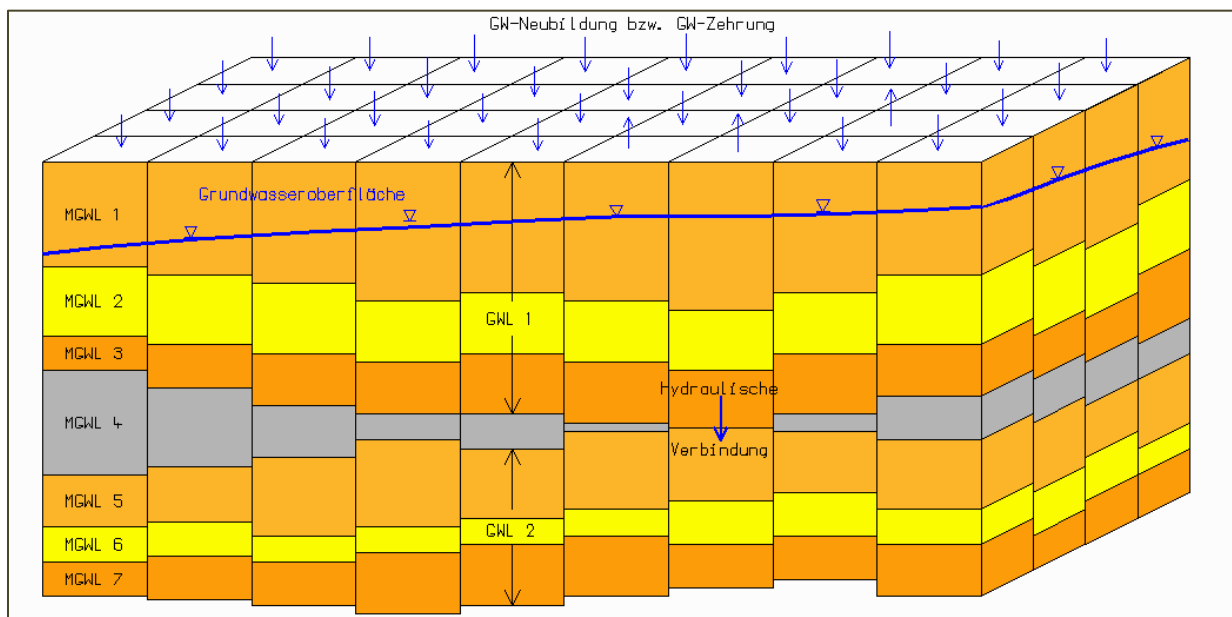 GW-Neubildung bzw. GW-Zehrung
Grundwasseroberfläche
MGWL 1
MGWL 2
GWL 1
MGWL 3
Hydraulische
MGWL 4
Verbindung
MGWL 5
GWL 2
MGWL 6
MGWL 7